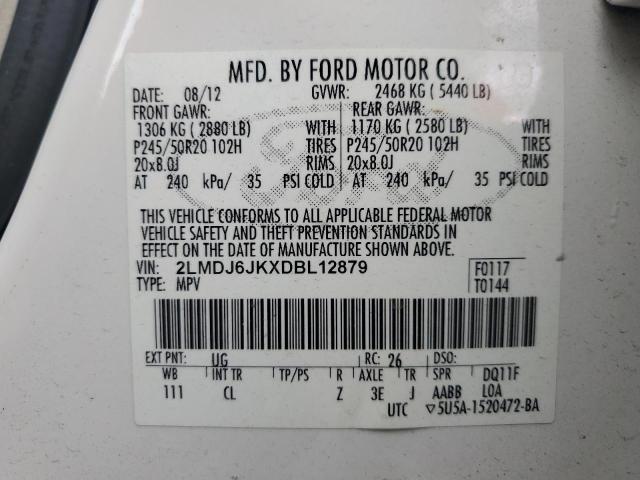 MFD. BY FORD MOTOR CO.
DATE: 08/12 GVWR: 2468 KG ( 5440 LB)
FRONT GAWR: REAR GAWR:
1306 KG ( 2880 LB) WITH 1170 KG ( 2580 LB) WITH
P245/50R20 102H TIRES P245/50R20 102H TIRES
20x8.0J RIMS 20x8.0J RIMS
AT 240 kPa/ 35 PSI COLD AT 240 kPa/ 35 PSI COLD
THIS VEHICLE CONFORMS TO ALL APPLICABLE FEDERAL MOTOR
VEHICLE SAFETY AND THEFT PREVENTION STANDARDS IN
EFFECT ON THE DATE OF MANUFACTURE SHOWN ABOVE.
VIN: 2LMDJ6JKXDBL12879 F0117
TYPE: MPV T0144
EXT PNT: UG RC: 26 DSO:
WB INT TR TP/PS R AXLE TR SPR DQ11F
111 CL Z 3E J AABB LOA
UTC ▽5U5A-1520472-BA